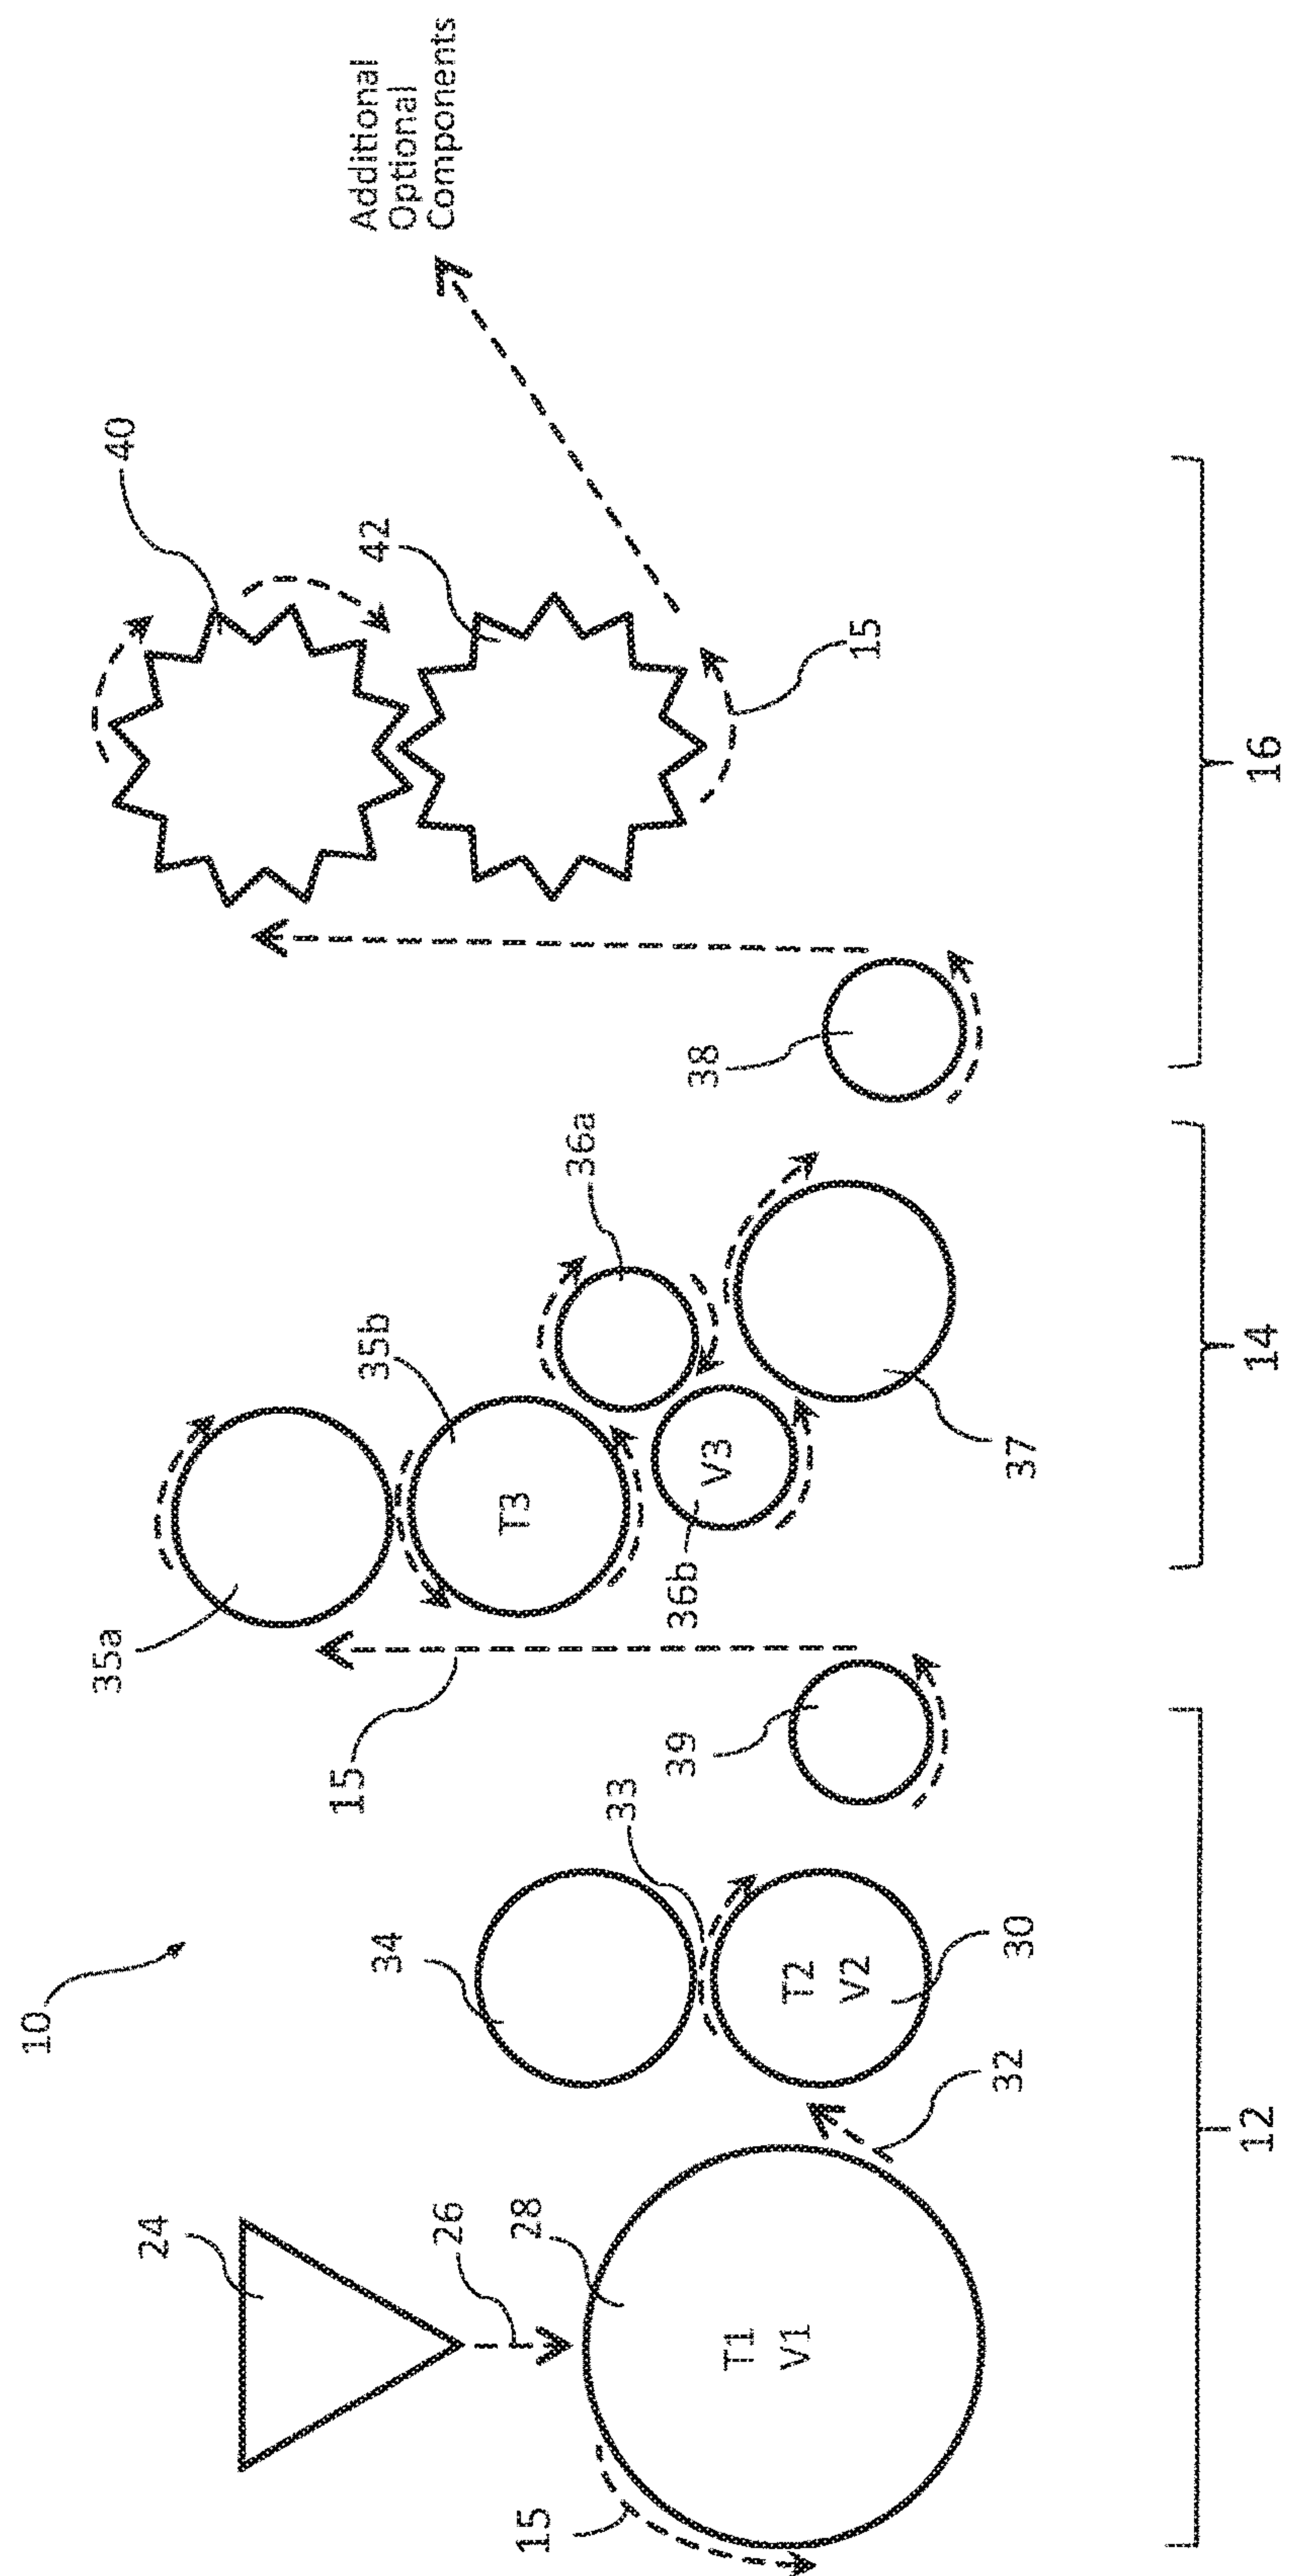 10
24
26
28
15
T1
V1
32
34
33
T2
V2
30
39
12
15
35a
35b
T3
36a
36b
V3
37
14
38
40
42
15
16
Additional
Optional
Components